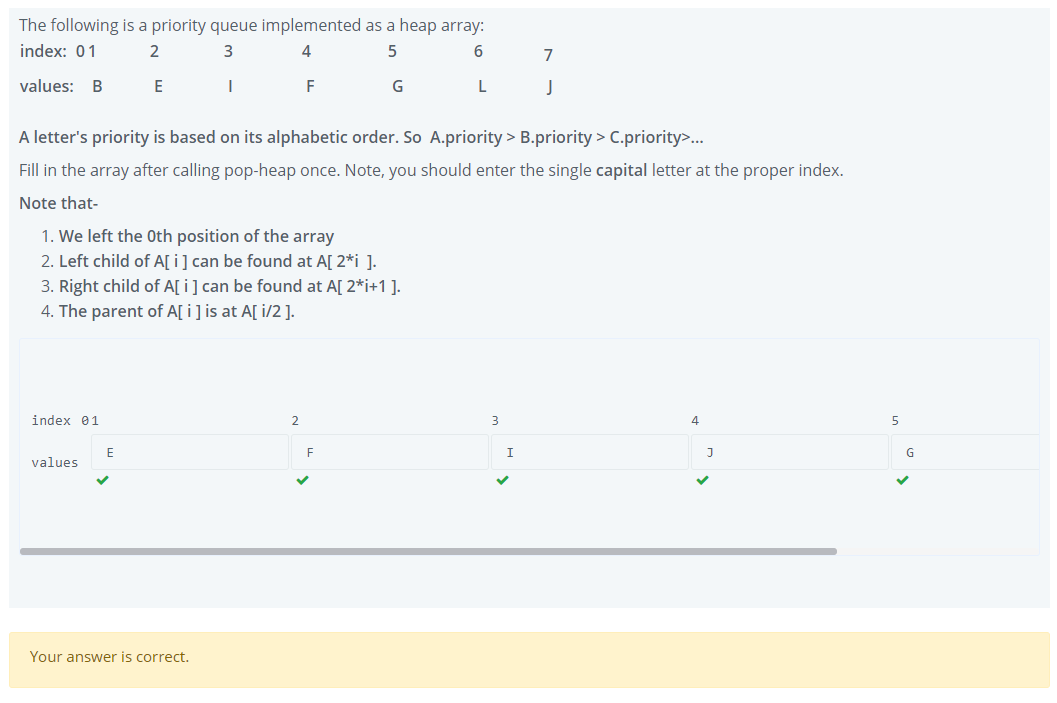 The following is a priority queue implemented as a heap array:
index: 0 1 2 3 4 5 6 7
values: B E I F G L J
A letter's priority is based on its alphabetic order. So A.priority > B.priority > C.priority>...
Fill in the array after calling pop-heap once. Note, you should enter the single capital letter at the proper index.
Note that-
1. We left the 0th position of the array
2. Left child of A[ i ] can be found at A[ 2*i ].
3. Right child of A[ i ] can be found at A[ 2*i+1 ].
4. The parent of A[ i ] is at A[ i/2 ].
index 0 1 2 3 4 5
values E F I J G
Your answer is correct.